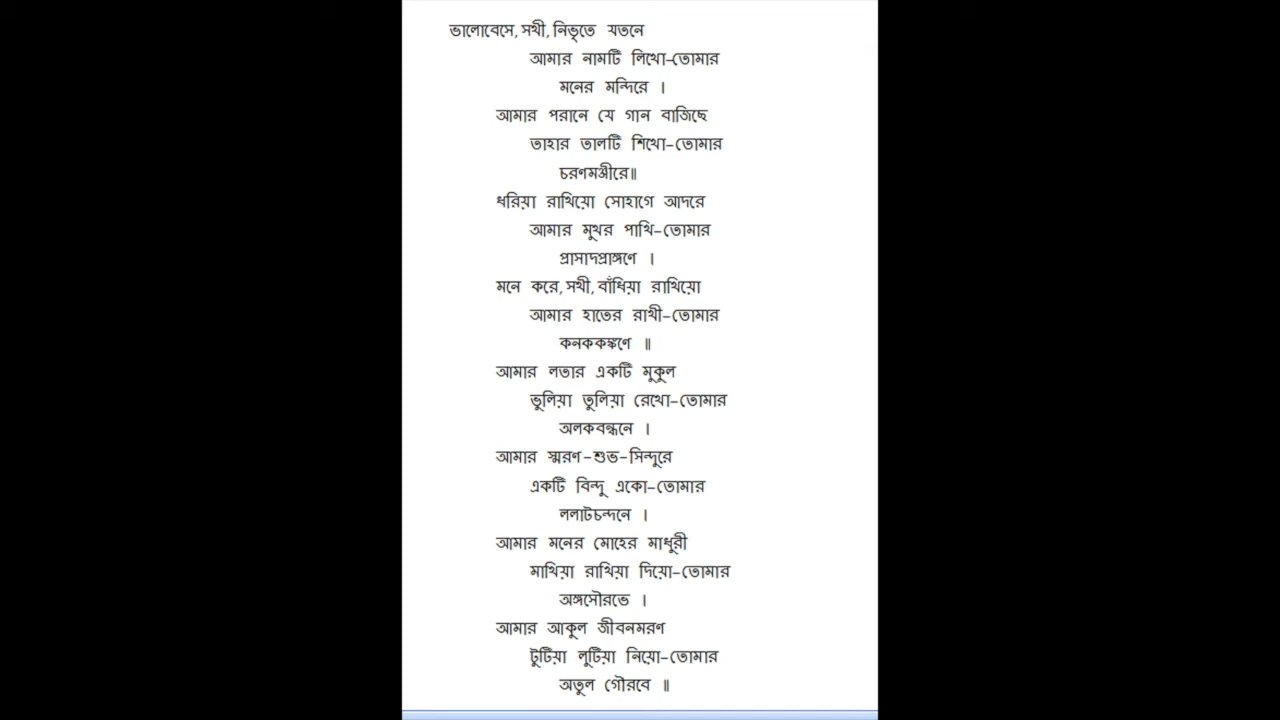 ভালোবেসে, সখী, নিভৃতে যতনে
আমার নামটি লিখো–তোমার
মনের মন্দিরে ।
আমার পরানে যে গান বাজিছে
তাহার তালটি শিখো–তোমার
চরণমঞ্জীরে॥
ধরিয়া রাখিয়ো সোহাগে আদরে
আমার মুখর পাখি–তোমার
প্রাসাদপ্রাঙ্গণে ।
মনে করে, সখী, বাঁধিয়া রাখিয়ো
আমার হাতের রাখী–তোমার
কনককঙ্কণে ॥
আমার লতার একটি মুকুল
ভুলিয়া তুলিয়া রেখো–তোমার
অলকবন্ধনে ।
আমার স্মরণ–শুভ–সিন্দুরে
একটি বিন্দু একো–তোমার
ললাটচন্দনে ।
আমার মনের মোহের মাধুরী
মাখিয়া রাখিয়া দিয়ো–তোমার
অঙ্গসৌরভে ।
আমার আকুল জীবনমরণ
টুটিয়া লুটিয়া নিয়ো–তোমার
অতুল গৌরবে ॥